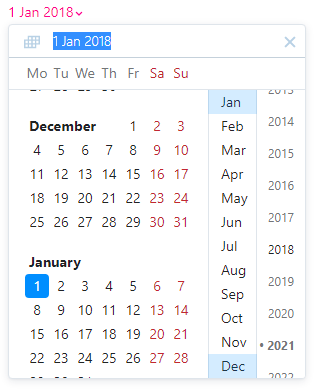 1 Jan 2018
1 Jan 2018
Mo Tu We Th Fr Sa Su
December 1 2 3
4 5 6 7 8 9 10
11 12 13 14 15 16 17
18 19 20 21 22 23 24
25 26 27 28 29 30 31
January
1 2 3 4 5 6 7
8 9 10 11 12 13 14
15 16 17 18 19 20 21
22 23 24 25 26 27 28
Jan
Feb
Mar
Apr
May
Jun
Jul
Aug
Sep
Oct
Nov
Dec
2013
2014
2015
2016
2017
2018
2019
2020
• 2021
2022